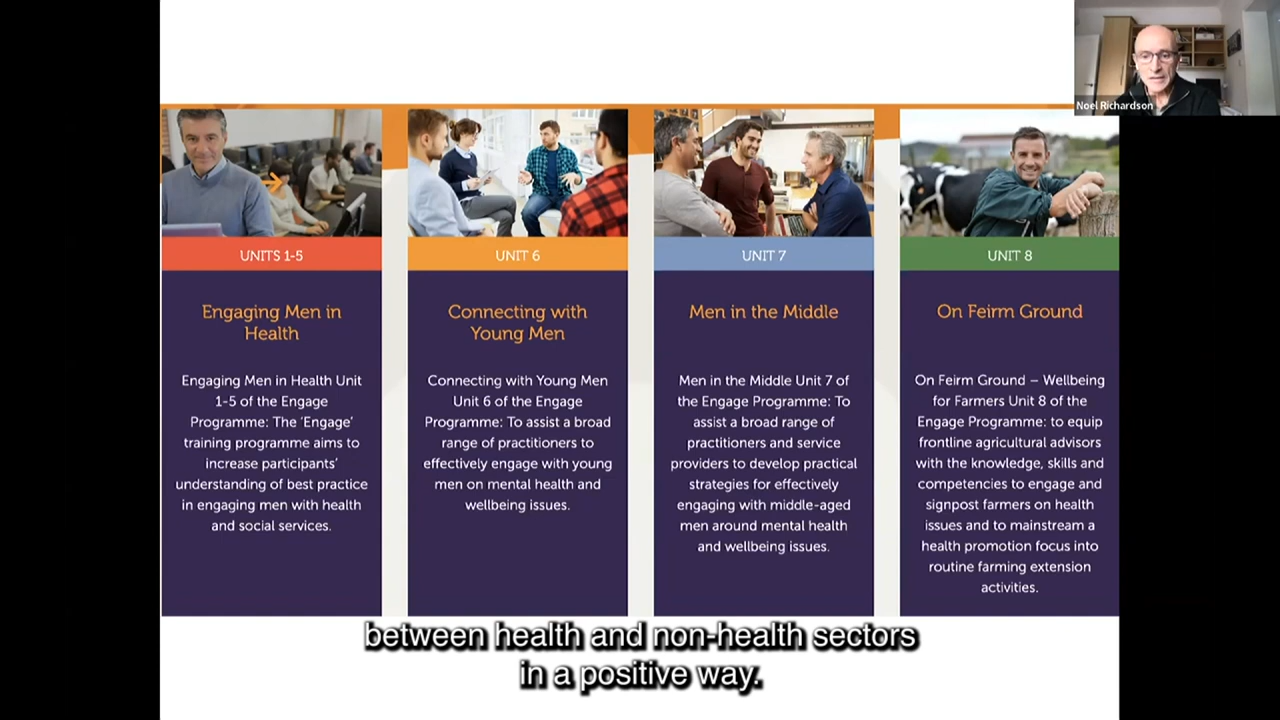 Noel Richardson
UNITS 1-5
Engaging Men in
Health
Engaging Men in Health Unit
1-5 of the Engage
Programme: The ‘Engage’
training programme aims to
increase participants’
understanding of best practice
in engaging men with health
and social services.
UNIT 6
Connecting with
Young Men
Connecting with Young Men
Unit 6 of the Engage
Programme: To assist a broad
range of practitioners to
effectively engage with young
men on mental health and
wellbeing issues.
UNIT 7
Men in the Middle
Men in the Middle Unit 7 of
the Engage Programme: To
assist a broad range of
practitioners and service
providers to develop practical
strategies for effectively
engaging with middle-aged
men around mental health
and wellbeing issues.
UNIT 8
On Feirm Ground
On Feirm Ground – Wellbeing
for Farmers Unit 8 of the
Engage Programme: to equip
frontline agricultural advisors
with the knowledge, skills and
competencies to engage and
signpost farmers on health
issues and to mainstream a
health promotion focus into
routine farming extension
activities.
between health and non-health sectors
in a positive way.